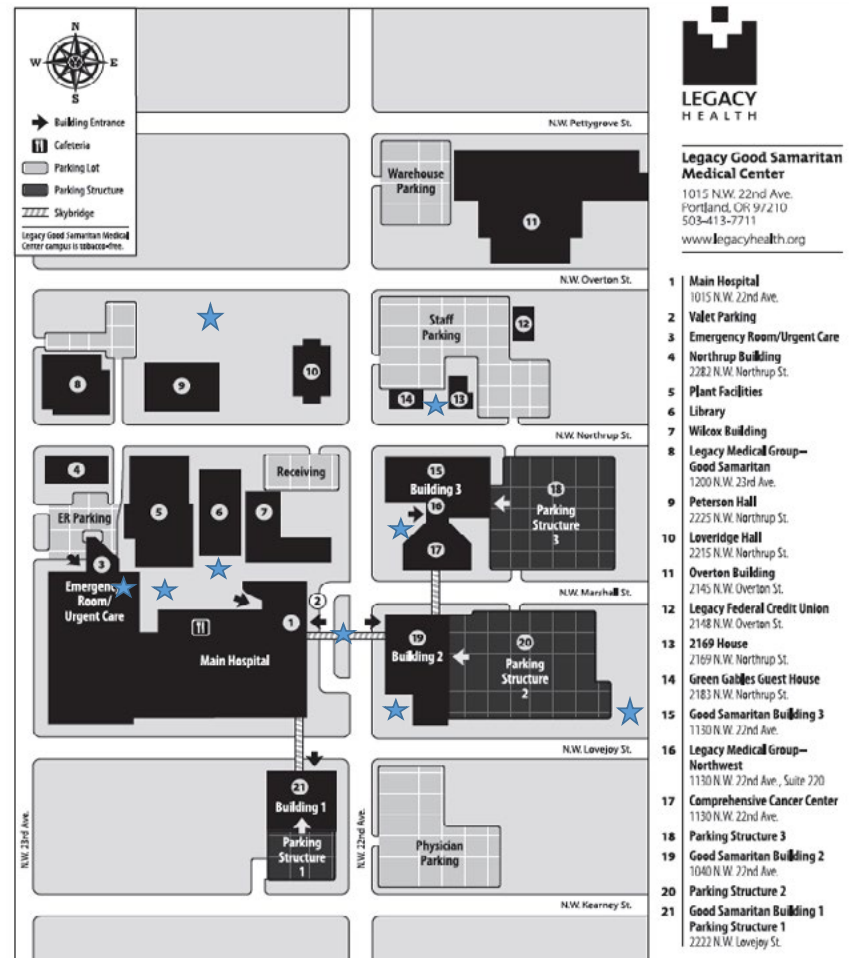 N
W
E
S
Building Entrance
Cafeteria
Parking Lot
Parking Structure
Skybridge
Legacy Good Samaritan Medical
Center campus is tobacco-free.
N.W. Pettygrove St.
Warehouse
Parking
11
N.W. Overton St.
Staff
Parking
12
8
9
10
14
13
N.W. Northrup St.
4
Receiving
15
Building 3
16
18
Parking
Structure
3
17
ER Parking
5
6
7
3
Emergency
Room/
Urgent Care
N.W. Marshall St.
2
1
Main Hospital
19
Building 2
20
Parking
Structure
2
N.W. Lovejoy St.
21
Building 1
Parking
Structure
1
Physician
Parking
N.W. 23rd Ave.
N.W. 22nd Ave.
N.W. Kearney St.
LEGACY
HEALTH
Legacy Good Samaritan
Medical Center
1015 N.W. 22nd Ave.
Portland, OR 97210
503-413-7711
www.legacyhealth.org
1 Main Hospital
1015 N.W. 22nd Ave.
2 Valet Parking
3 Emergency Room/Urgent Care
4 Northrup Building
2282 N.W. Northrup St.
5 Plant Facilities
6 Library
7 Wilcox Building
8 Legacy Medical Group—
Good Samaritan
1200 N.W. 23rd Ave.
9 Peterson Hall
2225 N.W. Northrup St.
10 Loveridge Hall
2215 N.W. Northrup St.
11 Overton Building
2145 N.W. Overton St.
12 Legacy Federal Credit Union
2148 N.W. Overton St.
13 2169 House
2169 N.W. Northrup St.
14 Green Gables Guest House
2183 N.W. Northrup St.
15 Good Samaritan Building 3
1130 N.W. 22nd Ave.
16 Legacy Medical Group—
Northwest
1130 N.W. 22nd Ave., Suite 220
17 Comprehensive Cancer Center
1130 N.W. 22nd Ave.
18 Parking Structure 3
19 Good Samaritan Building 2
1040 N.W. 22nd Ave.
20 Parking Structure 2
21 Good Samaritan Building 1
Parking Structure 1
2222 N.W. Lovejoy St.